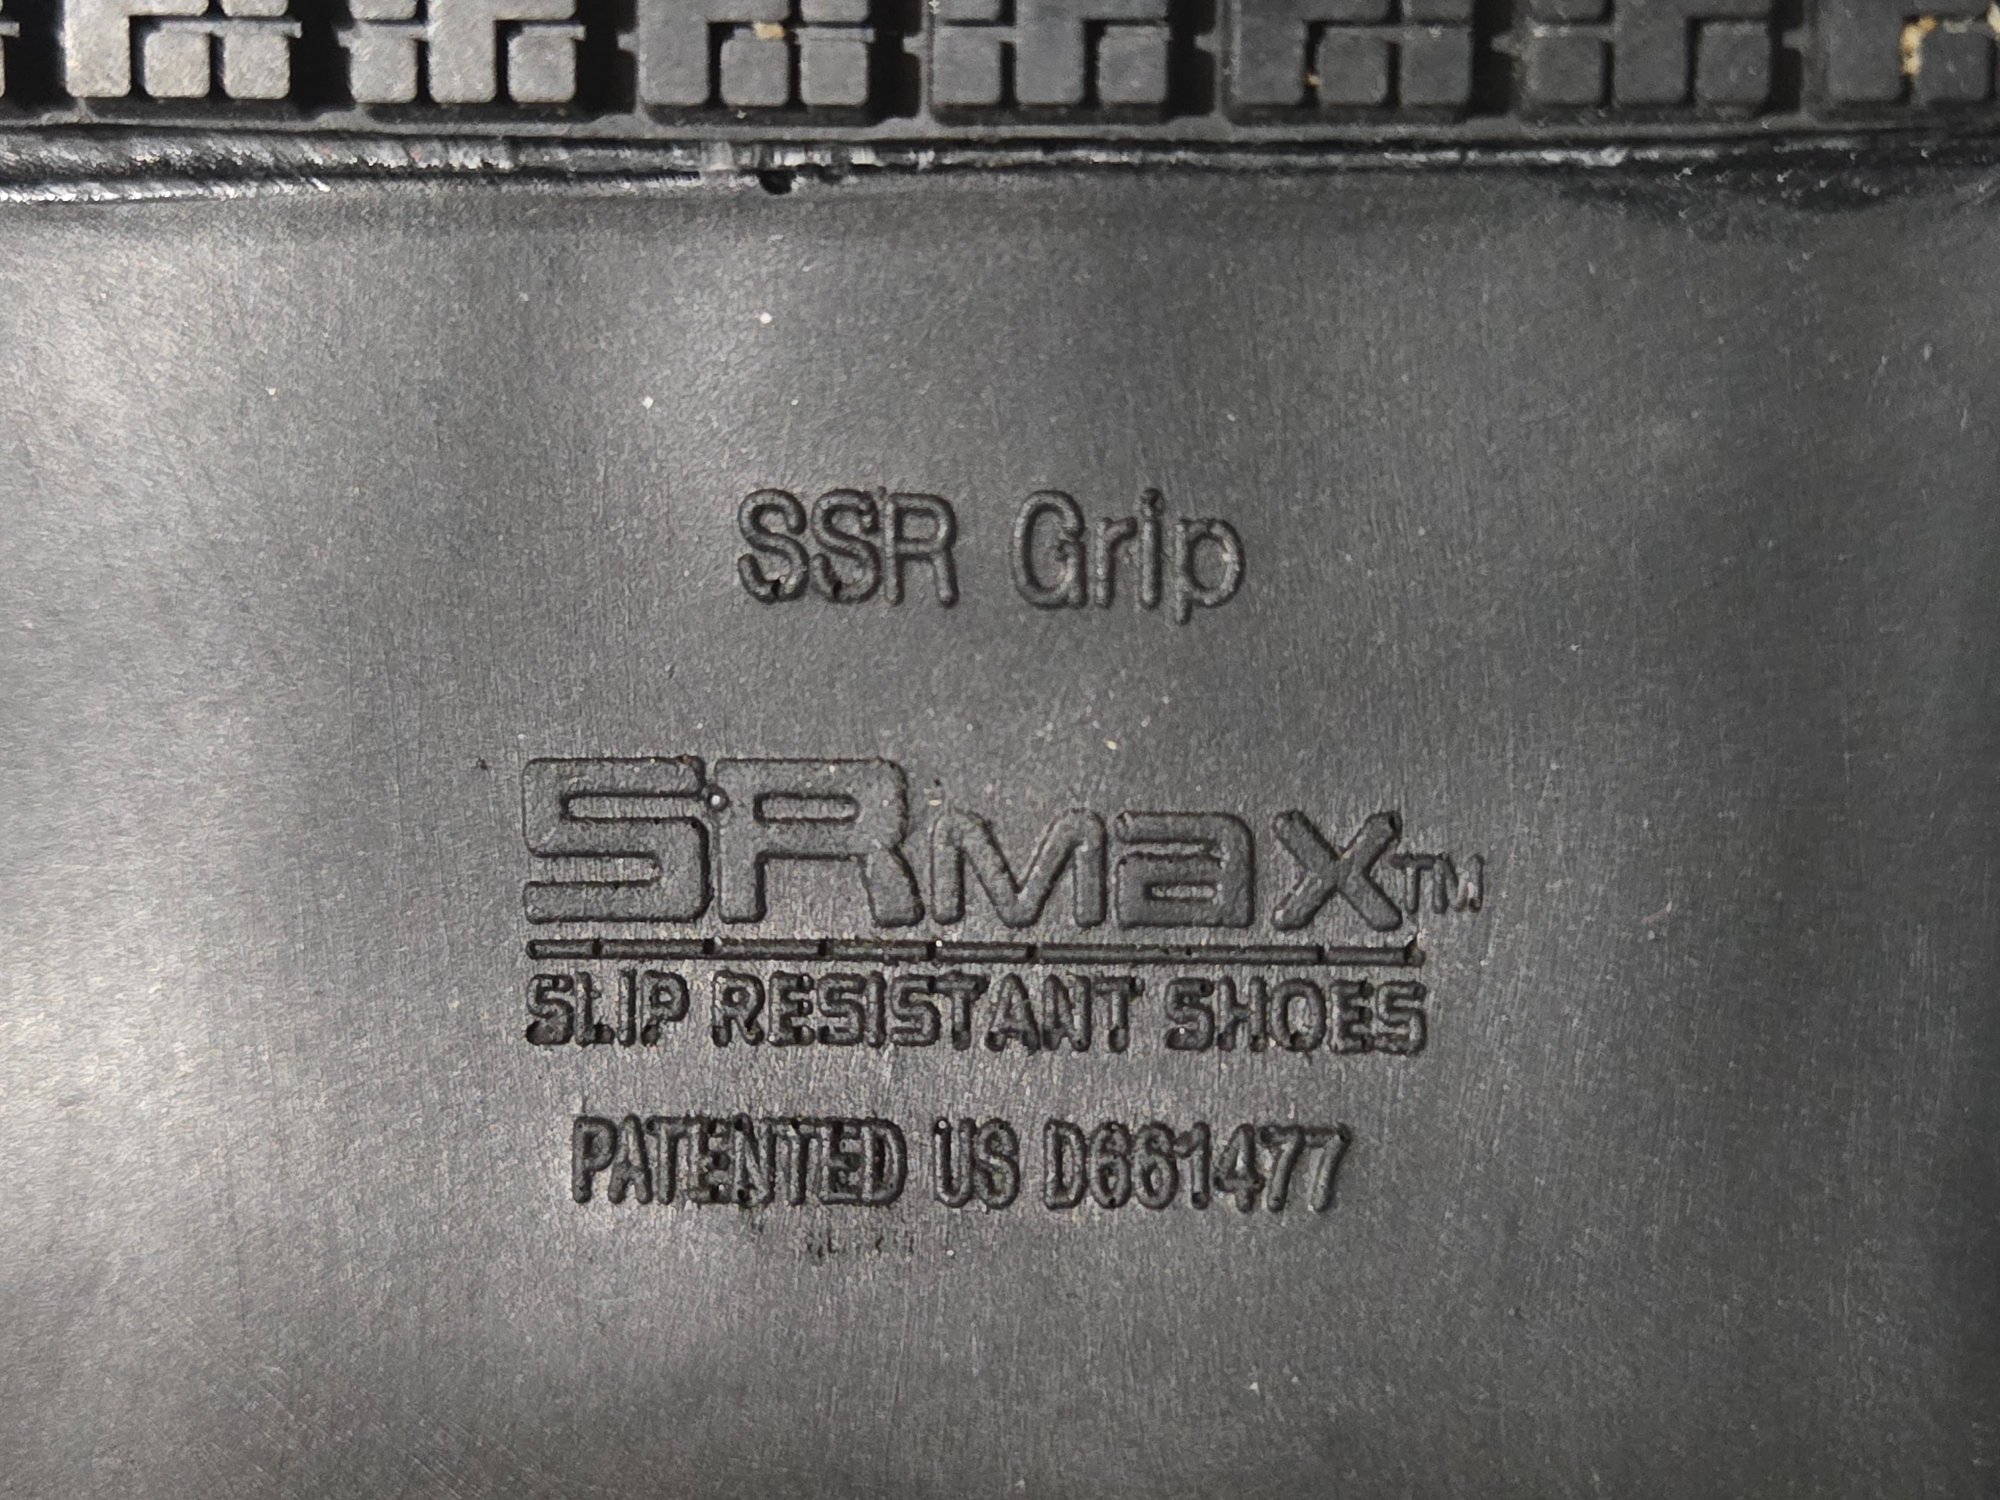 SSR Grip
SRMax™
SLIP RESISTANT SHOES
PATENTED US D661477